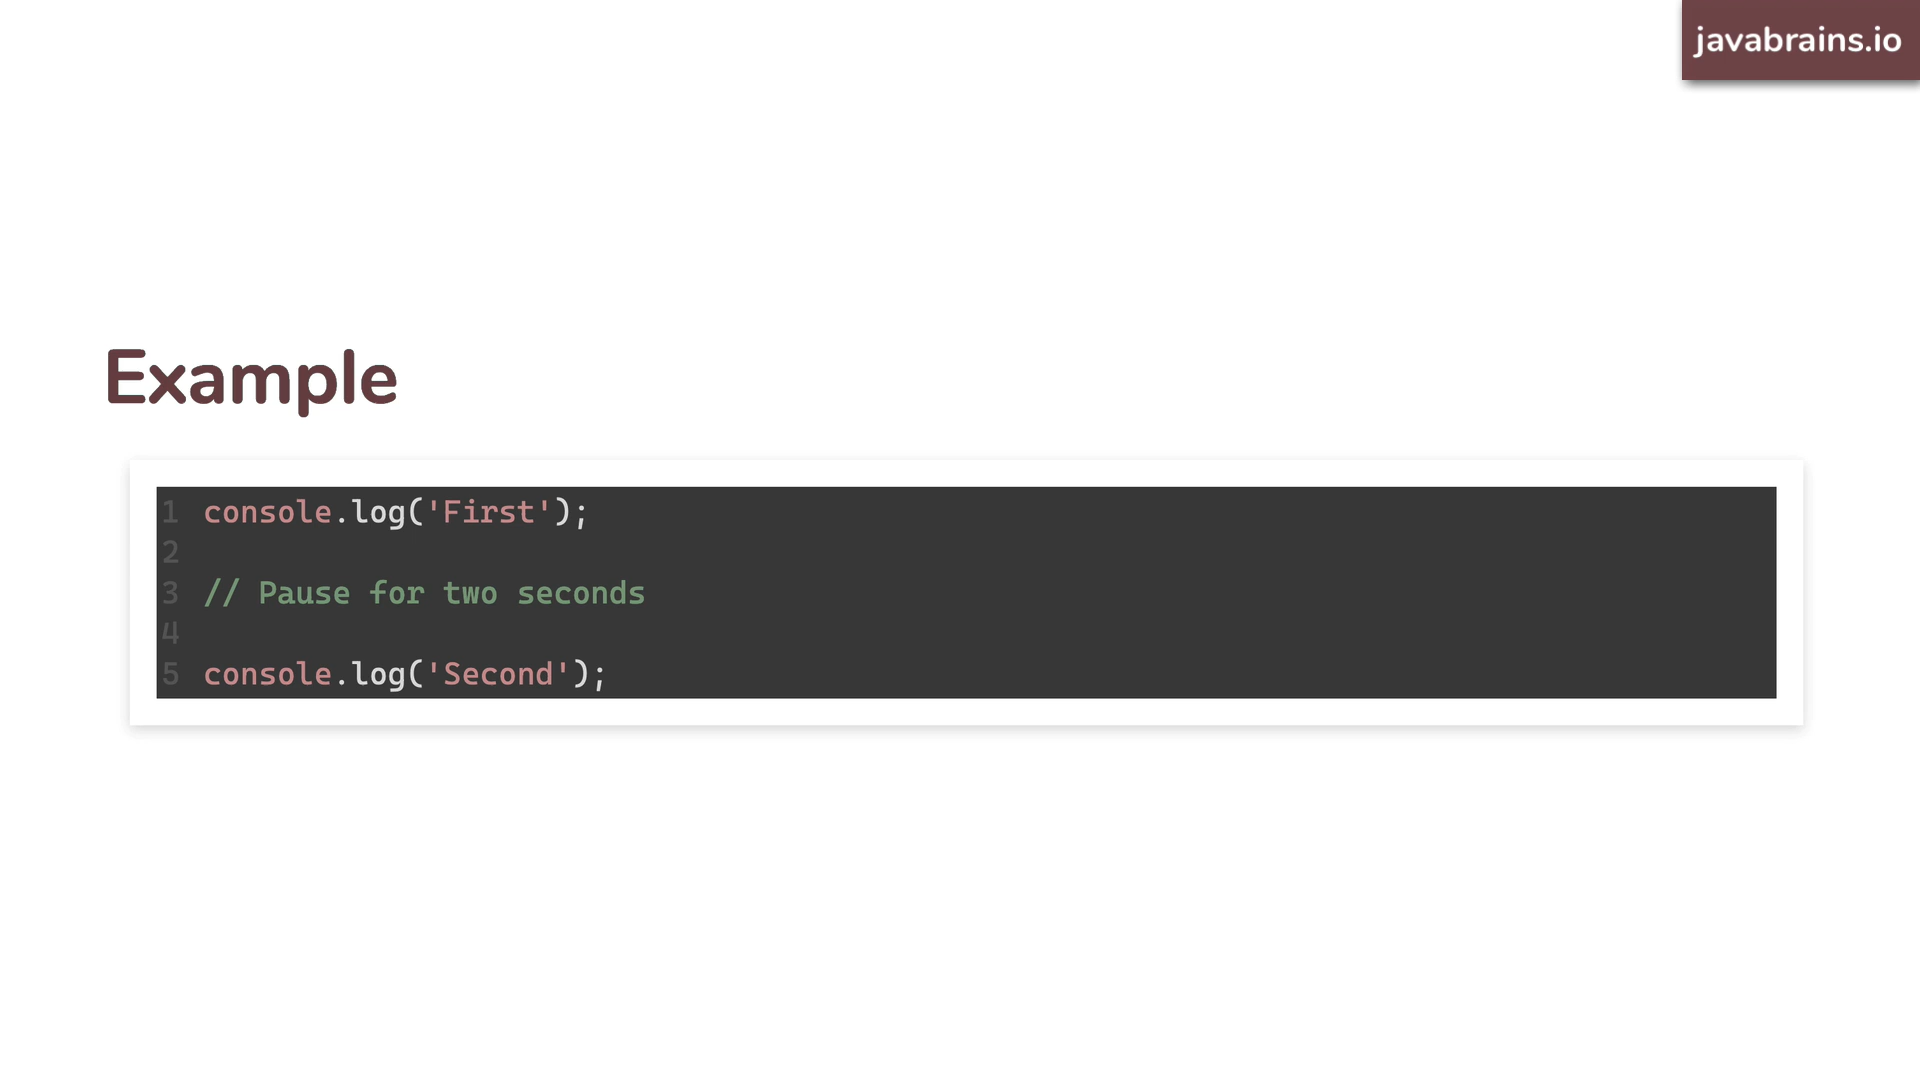 javabrains.io
Example
1 console.log('First');
2
3 // Pause for two seconds
4
5 console.log('Second');